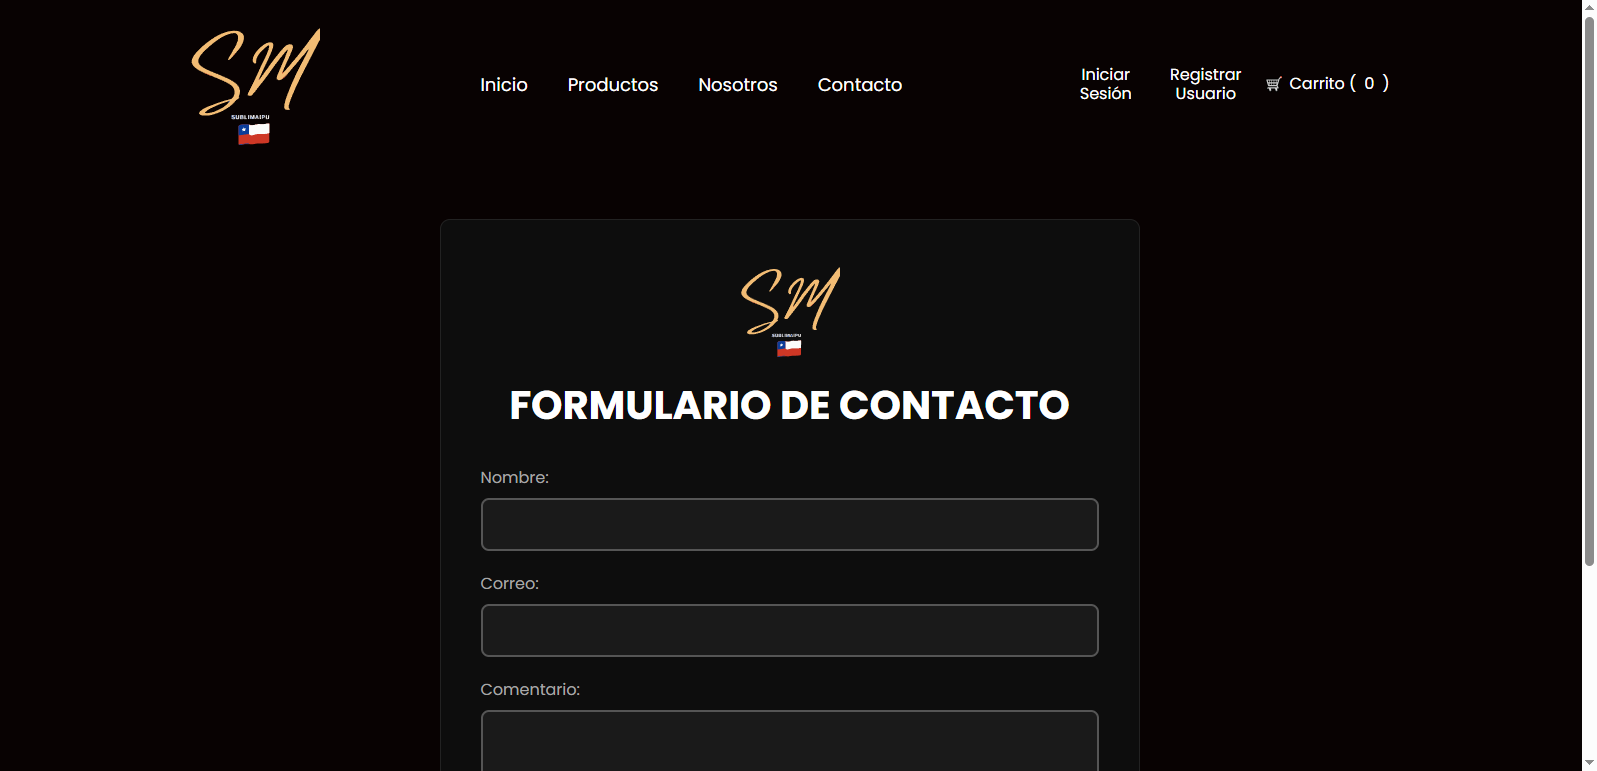 SM
SUBLIMAIPU
Inicio Productos Nosotros Contacto
Iniciar Sesión
Registrar Usuario
Carrito ( 0 )
SM
SUBLIMAIPU
FORMULARIO DE CONTACTO
Nombre:
Correo:
Comentario: